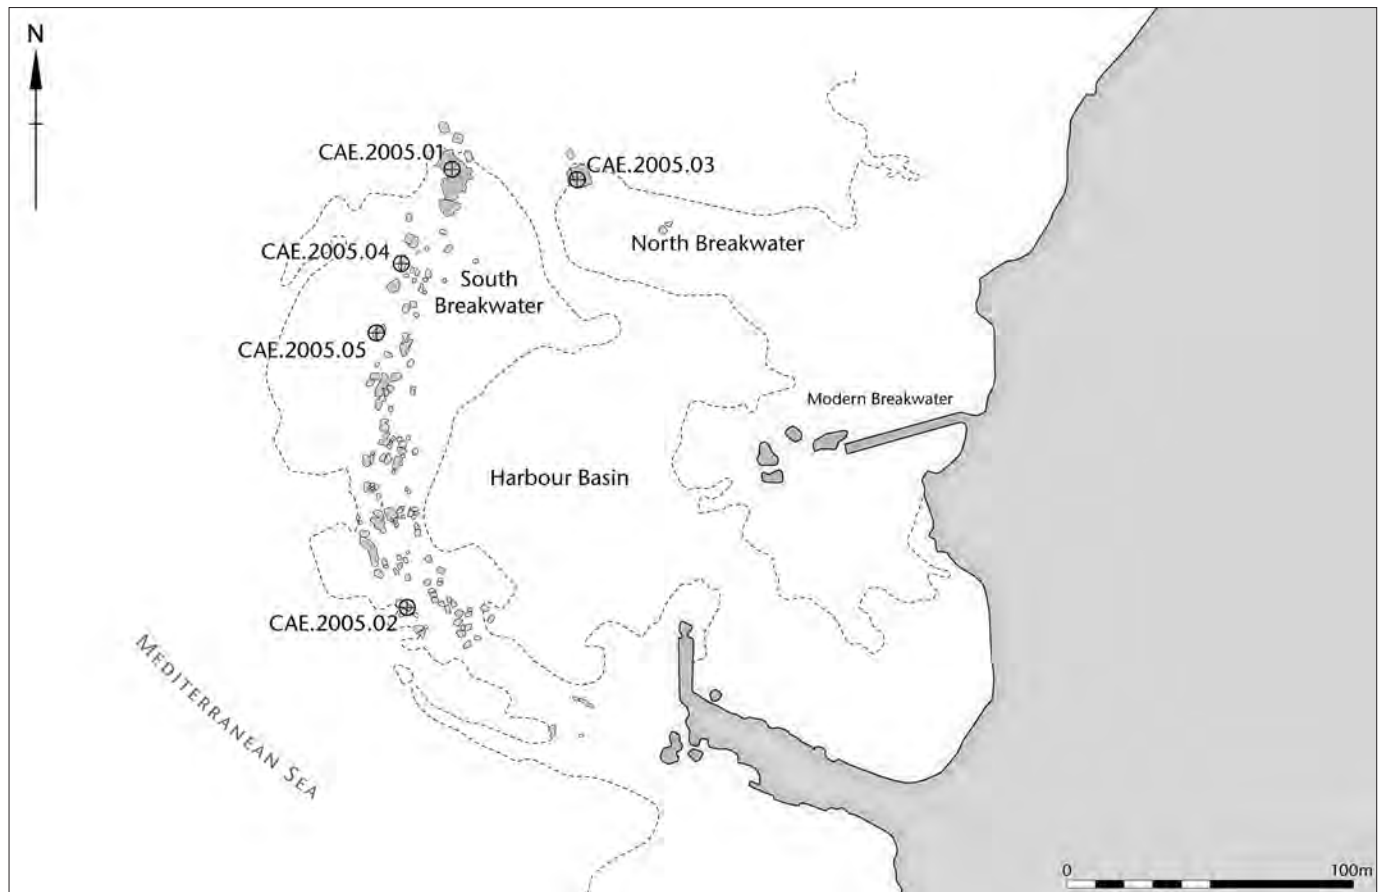 N
CAE.2005.01
CAE.2005.03
North Breakwater
CAE.2005.04
South
Breakwater
CAE.2005.05
Modern Breakwater
Harbour Basin
CAE.2005.02
MEDITERRANEAN SEA
0
100m